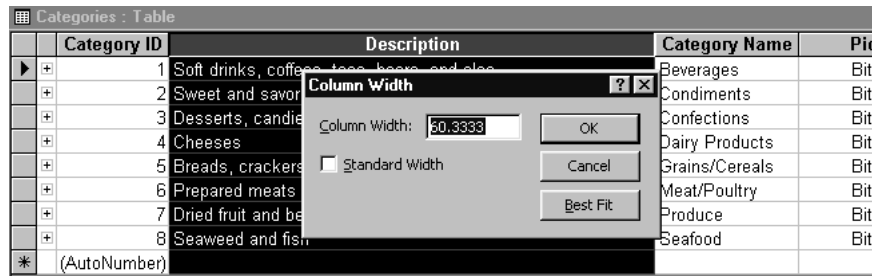 Categories : Table
Category ID Description Category Name Pic
1 Soft drinks, coffees, teas, beers, and ales Beverages Bit
2 Sweet and savor Condiments Bit
3 Desserts, candie Confections Bit
4 Cheeses Dairy Products Bit
5 Breads, crackers Grains/Cereals Bit
6 Prepared meats Meat/Poultry Bit
7 Dried fruit and be Produce Bit
8 Seaweed and fish Seafood Bit
(AutoNumber)
Column Width
Column Width: 60.3333 OK
Standard Width Cancel
Best Fit